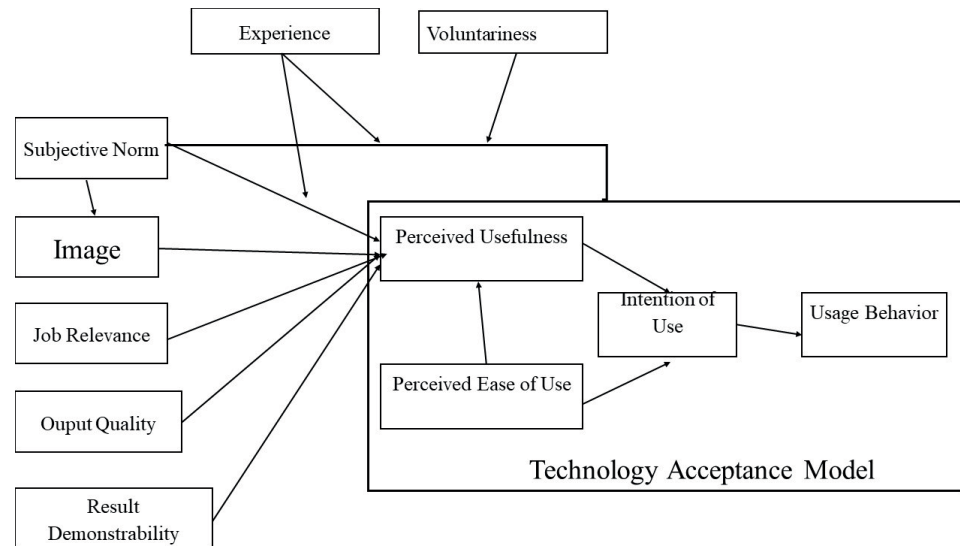 Experience
Voluntariness
Subjective Norm
Image
Perceived Usefulness
Intention of
Use
Usage Behavior
Job Relevance
Perceived Ease of Use
Ouput Quality
Technology Acceptance Model
Result
Demonstrability